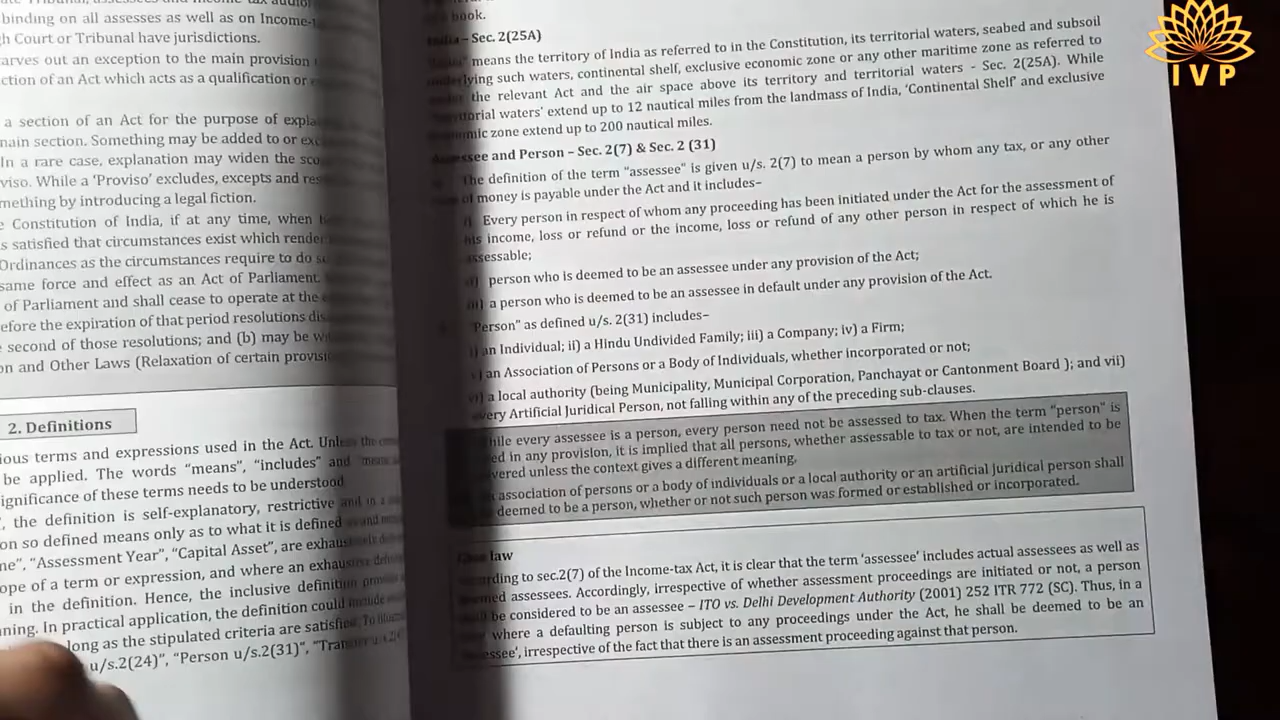 binding on all assesses as well as on Income-
h Court or Tribunal have jurisdictions.
arves out an exception to the main provision
ction of an Act which acts as a qualification or
a section of an Act for the purpose of
nain section. Something may be added to or
In a rare case, explanation may widen the
viso. While a 'Proviso' excludes, excepts and
mething by introducing a legal fiction.
e Constitution of India, if at any time, when
s satisfied that circumstances exist which render
Ordinances as the circumstances require to do
same force and effect as an Act of Parliament.
of Parliament and shall cease to operate at the
efore the expiration of that period resolutions
second of those resolutions; and (b) may be
on and Other Laws (Relaxation of certain
2. Definitions
ious terms and expressions used in the Act. Unless the
be applied. The words "means", "includes" and "means
ignificance of these terms needs to be understood
, the definition is self-explanatory, restrictive and in a
on so defined means only as to what it is defined
ne", "Assessment Year", "Capital Asset", are
ope of a term or expression, and where an
in the definition. Hence, the inclusive definition
ning. In practical application, the definition could include
long as the stipulated criteria are satisfied. To
u/s.2(24)", "Person u/s.2(31)",
book.
India – Sec. 2(25A)
means the territory of India as referred to in the Constitution, its territorial waters, seabed and subsoil
underlying such waters, continental shelf, exclusive economic zone or any other maritime zone as referred to
the relevant Act and the air space above its territory and territorial waters - Sec. 2(25A). While
territorial waters' extend up to 12 nautical miles from the landmass of India, 'Continental Shelf' and exclusive
economic zone extend up to 200 nautical miles.
Assessee and Person – Sec. 2(7) & Sec. 2 (31)
The definition of the term "assessee" is given u/s. 2(7) to mean a person by whom any tax, or any other
of money is payable under the Act and it includes–
i) Every person in respect of whom any proceeding has been initiated under the Act for the assessment of
his income, loss or refund or the income, loss or refund of any other person in respect of which he is
assessable;
ii) person who is deemed to be an assessee under any provision of the Act;
iii) a person who is deemed to be an assessee in default under any provision of the Act.
"Person" as defined u/s. 2(31) includes–
i) an Individual; ii) a Hindu Undivided Family; iii) a Company; iv) a Firm;
v) an Association of Persons or a Body of Individuals, whether incorporated or not;
vi) a local authority (being Municipality, Municipal Corporation, Panchayat or Cantonment Board ); and vii)
every Artificial Juridical Person, not falling within any of the preceding sub-clauses.
While every assessee is a person, every person need not be assessed to tax. When the term "person" is
in any provision, it is implied that all persons, whether assessable to tax or not, are intended to be
covered unless the context gives a different meaning.
association of persons or a body of individuals or a local authority or an artificial juridical person shall
deemed to be a person, whether or not such person was formed or established or incorporated.
Case law
According to sec.2(7) of the Income-tax Act, it is clear that the term 'assessee' includes actual assessees as well as
deemed assessees. Accordingly, irrespective of whether assessment proceedings are initiated or not, a person
be considered to be an assessee – ITO vs. Delhi Development Authority (2001) 252 ITR 772 (SC). Thus, in a
where a defaulting person is subject to any proceedings under the Act, he shall be deemed to be an
assessee', irrespective of the fact that there is an assessment proceeding against that person.
IVP